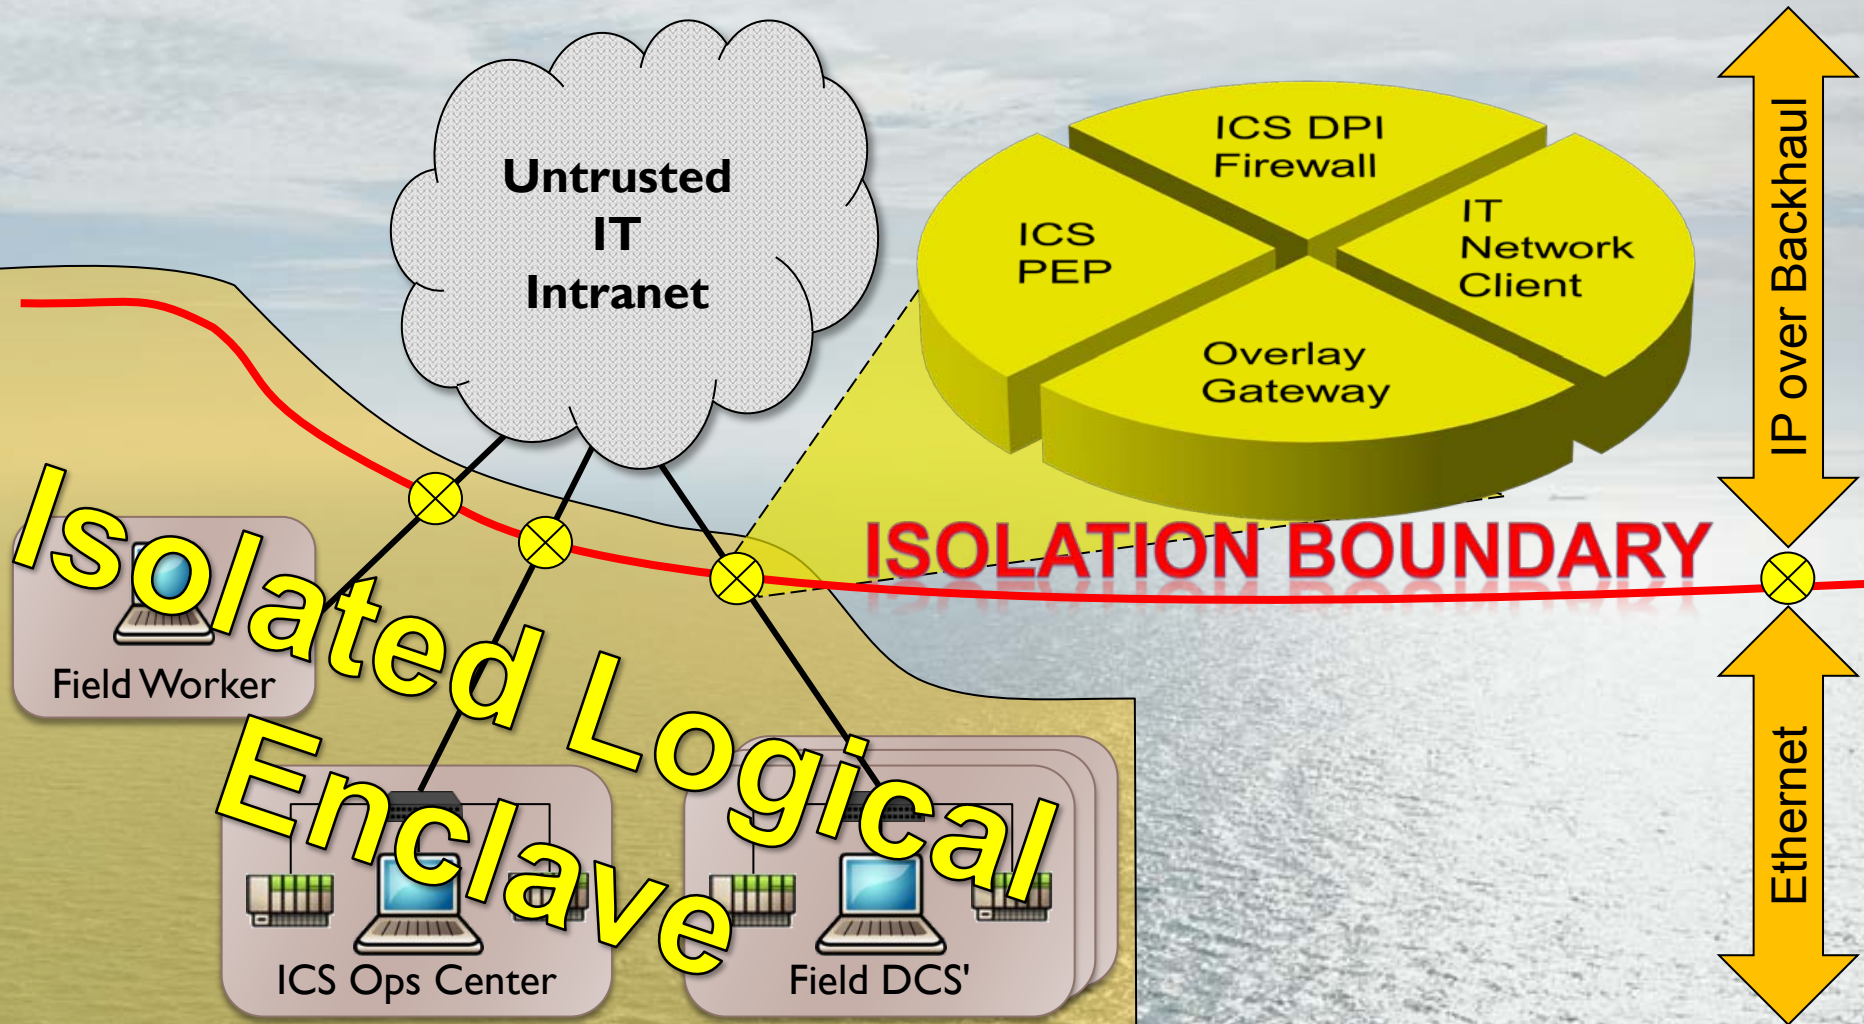 Untrusted
IT
Intranet
ICS DPI
Firewall
ICS
PEP
IT
Network
Client
Overlay
Gateway
IP over Backhaul
ISOLATION BOUNDARY
Isolated Logical
Enclave
Field Worker
ICS Ops Center
Field DCS'
Ethernet